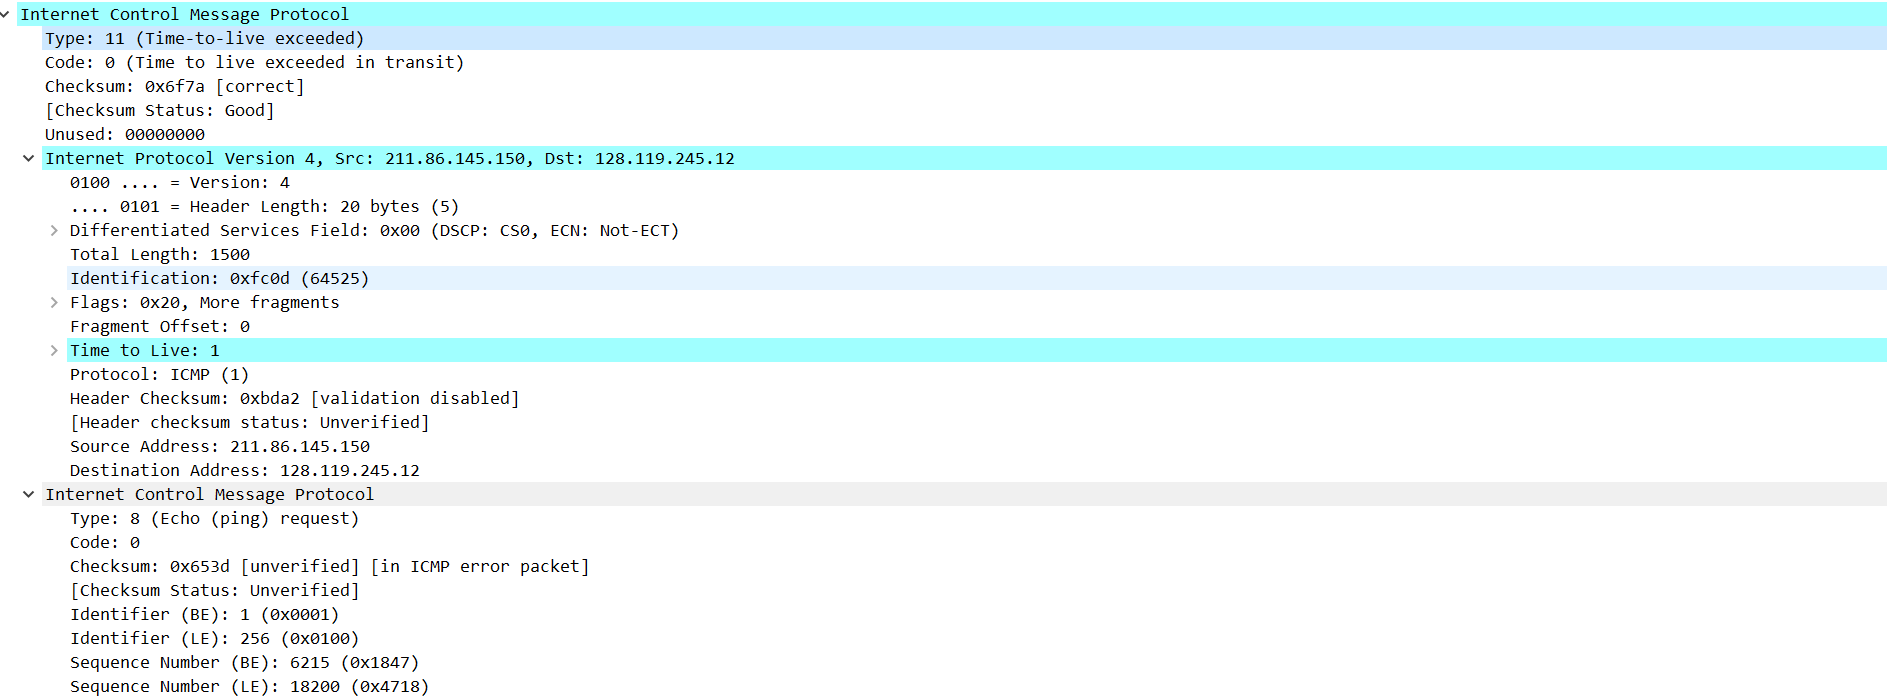 Internet Control Message Protocol
Type: 11 (Time-to-live exceeded)
Code: 0 (Time to live exceeded in transit)
Checksum: 0x6f7a [correct]
[Checksum Status: Good]
Unused: 00000000
Internet Protocol Version 4, Src: 211.86.145.150, Dst: 128.119.245.12
0100 .... = Version: 4
.... 0101 = Header Length: 20 bytes (5)
Differentiated Services Field: 0x00 (DSCP: CS0, ECN: Not-ECT)
Total Length: 1500
Identification: 0xfc0d (64525)
Flags: 0x20, More fragments
Fragment Offset: 0
Time to Live: 1
Protocol: ICMP (1)
Header Checksum: 0xbda2 [validation disabled]
[Header checksum status: Unverified]
Source Address: 211.86.145.150
Destination Address: 128.119.245.12
Internet Control Message Protocol
Type: 8 (Echo (ping) request)
Code: 0
Checksum: 0x653d [unverified] [in ICMP error packet]
[Checksum Status: Unverified]
Identifier (BE): 1 (0x0001)
Identifier (LE): 256 (0x0100)
Sequence Number (BE): 6215 (0x1847)
Sequence Number (LE): 18200 (0x4718)